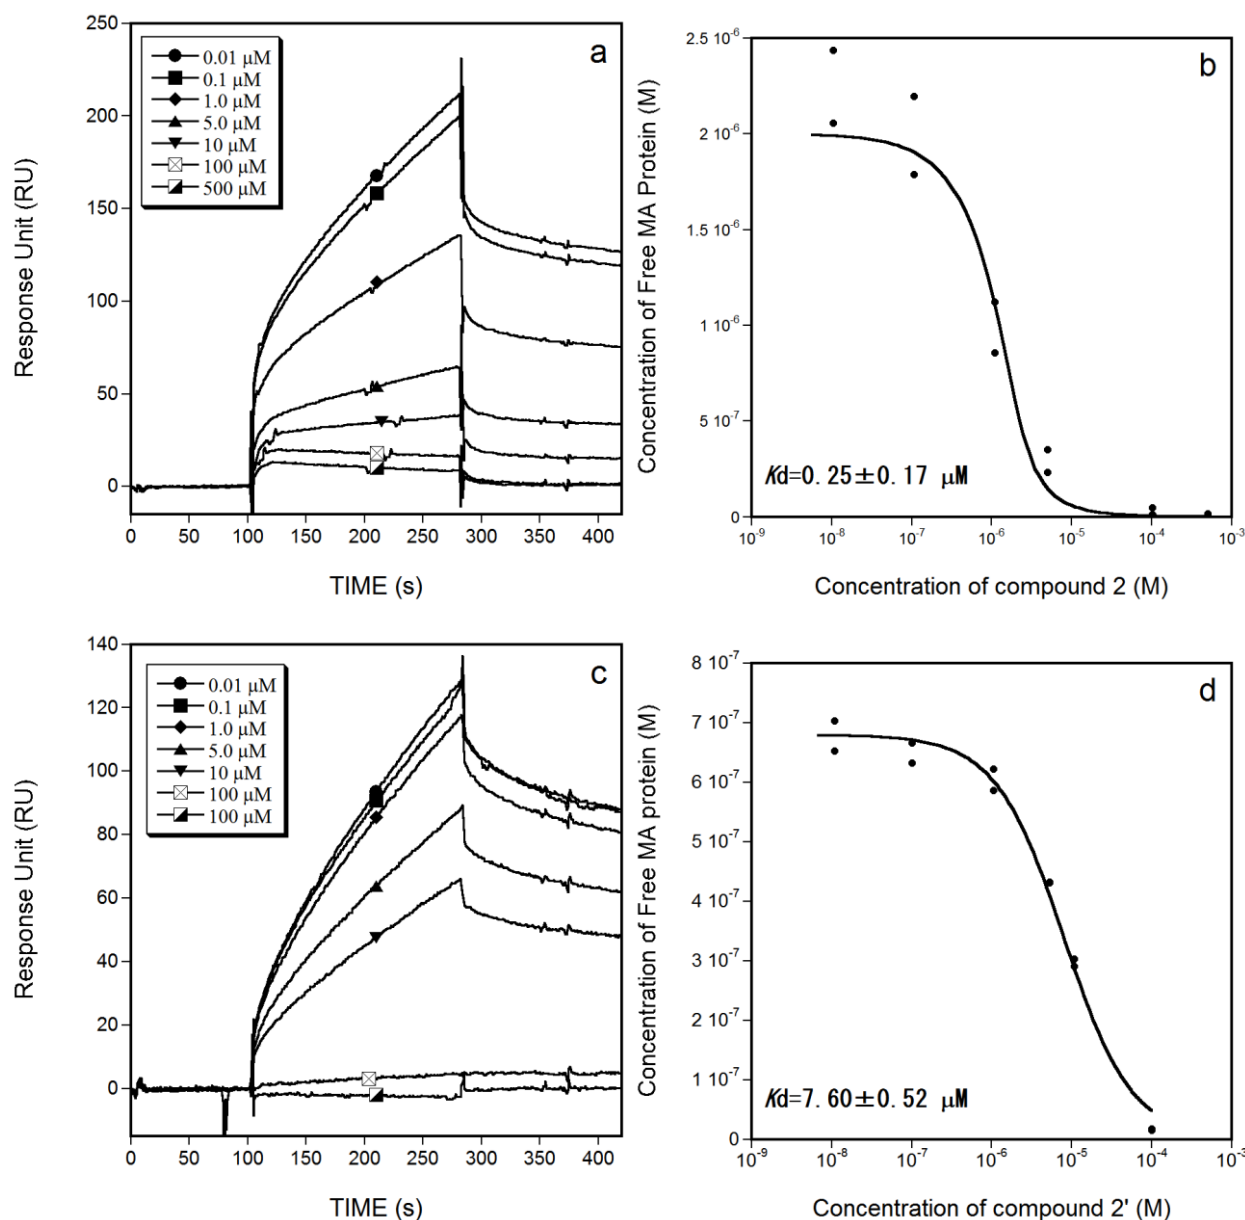 a
250
200
150
100
50
0
Response Unit (RU)
0.01 μM
0.1 μM
1.0 μM
5.0 μM
10 μM
100 μM
500 μM
0 50 100 150 200 250 300 350 400
TIME (s)
b
2.5 10-6
2 10-6
1.5 10-6
1 10-6
5 10-7
0
Concentration of Free MA Protein (M)
Kd=0.25±0.17 μM
10-9 10-8 10-7 10-6 10-5 10-4 10-3
Concentration of compound 2 (M)
c
140
120
100
80
60
40
20
0
Response Unit (RU)
0.01 μM
0.1 μM
1.0 μM
5.0 μM
10 μM
100 μM
100 μM
0 50 100 150 200 250 300 350 400
TIME (s)
d
8 10-7
7 10-7
6 10-7
5 10-7
4 10-7
3 10-7
2 10-7
1 10-7
0
Concentration of Free MA protein (M)
Kd=7.60±0.52 μM
10-9 10-8 10-7 10-6 10-5 10-4 10-3
Concentration of compound 2' (M)